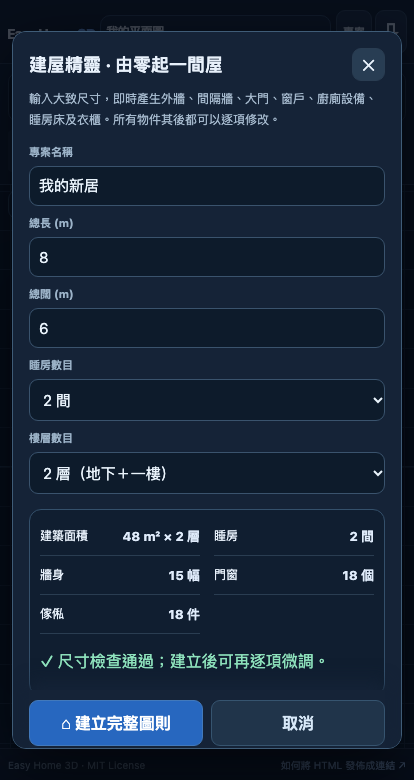 建屋精靈 · 由零起一間屋
輸入大致尺寸，即時產生外牆、間隔牆、大門、窗戶、廚廁設備、
睡房床及衣櫃。所有物件其後都可以逐項修改。
專案名稱
我的新居
總長 (m)
8
總闊 (m)
6
睡房數目
2 間
樓層數目
2 層（地下＋一樓）
建築面積 48 m² × 2 層 睡房 2 間
牆身 15 幅 門窗 18 個
傢俬 18 件
✓ 尺寸檢查通過；建立後可再逐項微調。
⌂ 建立完整圖則 取消
Easy Home 3D · MIT License 如何將 HTML 發佈成連結 ↗